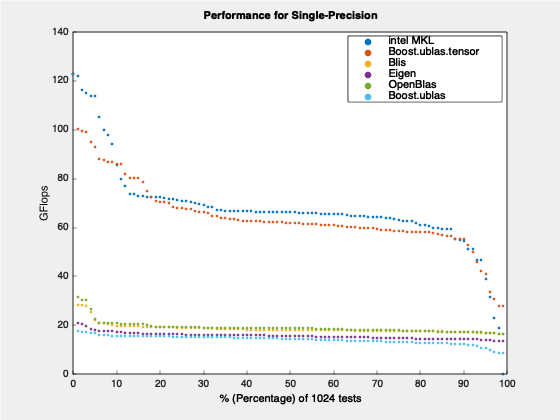 Performance for Single-Precision
intel MKL
Boost.ublas.tensor
Blis
Eigen
OpenBlas
Boost.ublas
140
120
100
80
60
40
20
0
GFlops
0 10 20 30 40 50 60 70 80 90 100
% (Percentage) of 1024 tests